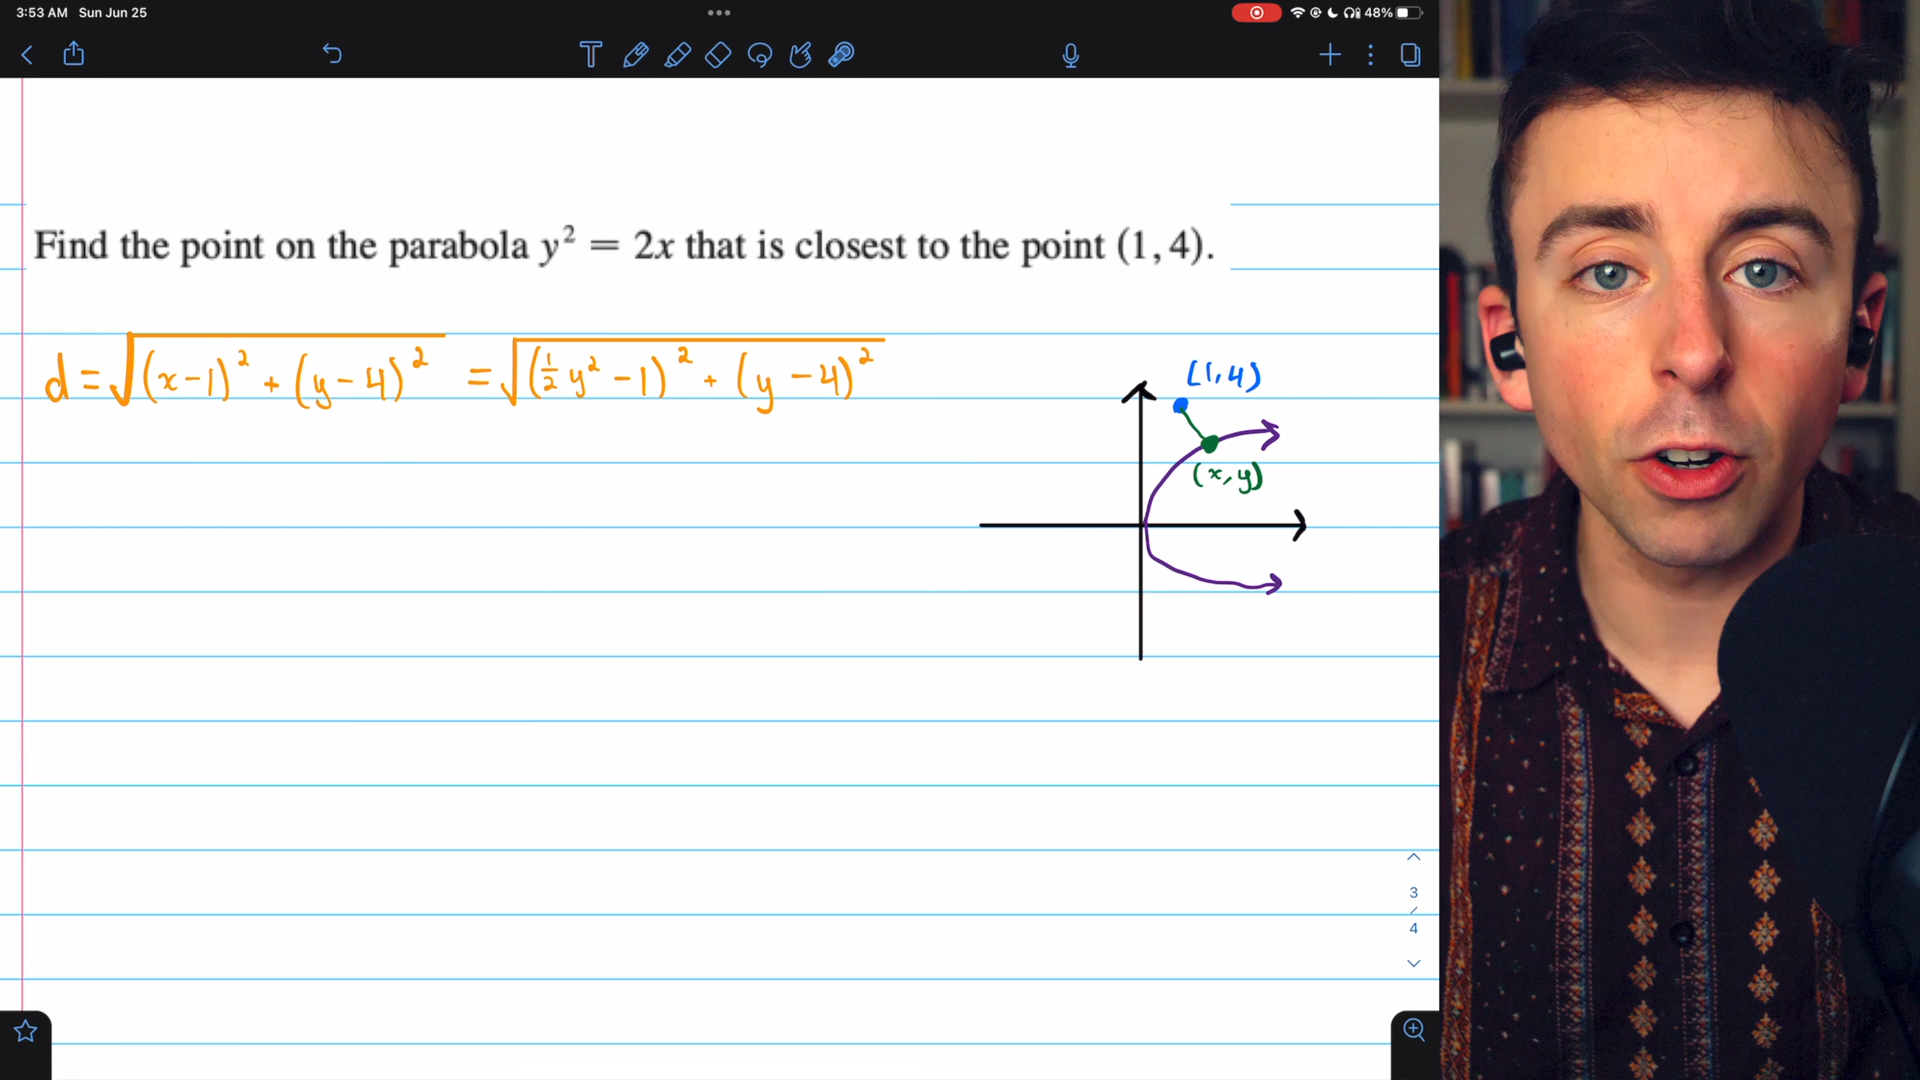 3:53 AM Sun Jun 25
48%
Find the point on the parabola y² = 2x that is closest to the point (1, 4).
d = √(x-1)² + (y-4)² = √(½y² - 1)² + (y - 4)²
(1,4)
(x,y)
3
/
4